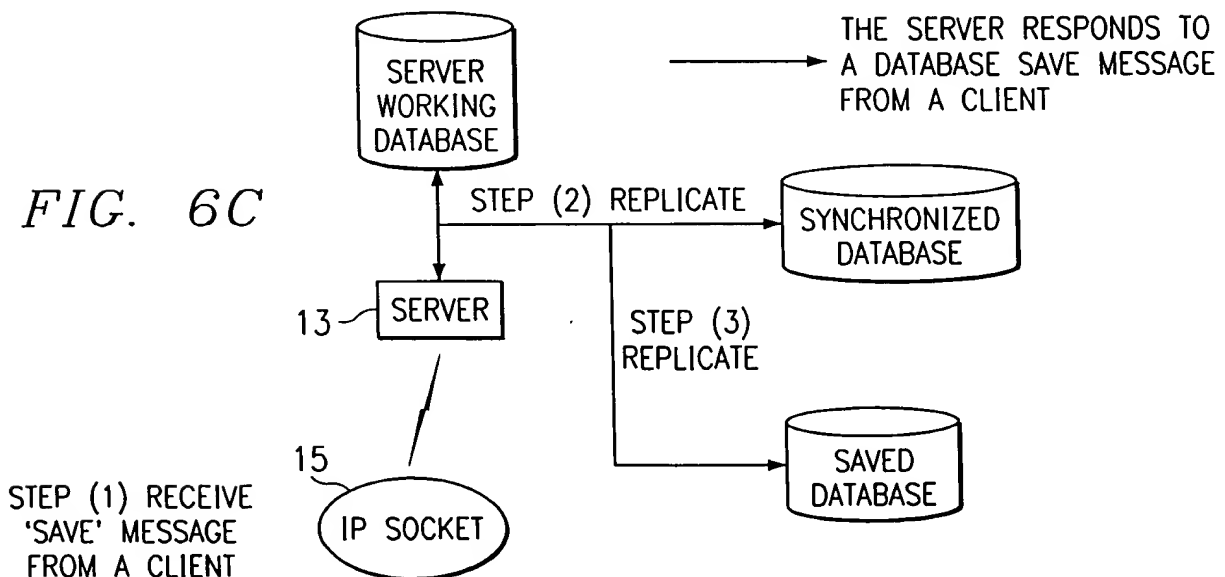 SERVER
WORKING
DATABASE
THE SERVER RESPONDS TO
A DATABASE SAVE MESSAGE
FROM A CLIENT
FIG. 6C
STEP (2) REPLICATE
SYNCHRONIZED
DATABASE
13
SERVER
STEP (3)
REPLICATE
15
IP SOCKET
STEP (1) RECEIVE
'SAVE' MESSAGE
FROM A CLIENT
SAVED
DATABASE